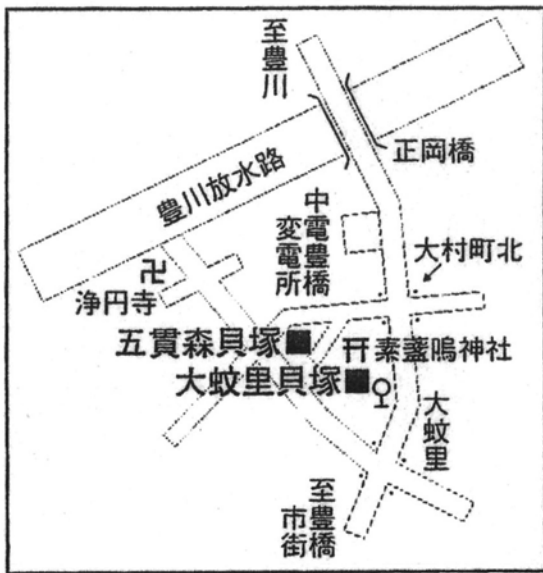 至豊川
正岡橋
豊川放水路
中電豊橋
変電所
大村町北
卍
浄円寺
五貫森貝塚
素盞嗚神社
大蚊里貝塚
大蚊里
至豊橋
市街